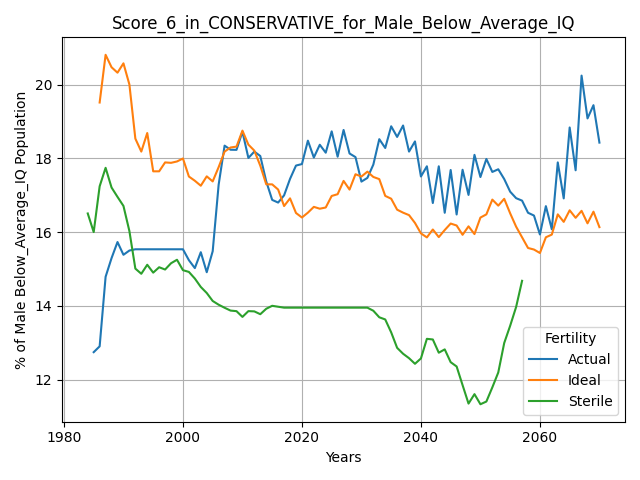 Score_6_in_CONSERVATIVE_for_Male_Below_Average_IQ
% of Male Below_Average_IQ Population
20
18
16
14
12
1980
2000
2020
2040
2060
Years
Fertility
Actual
Ideal
Sterile